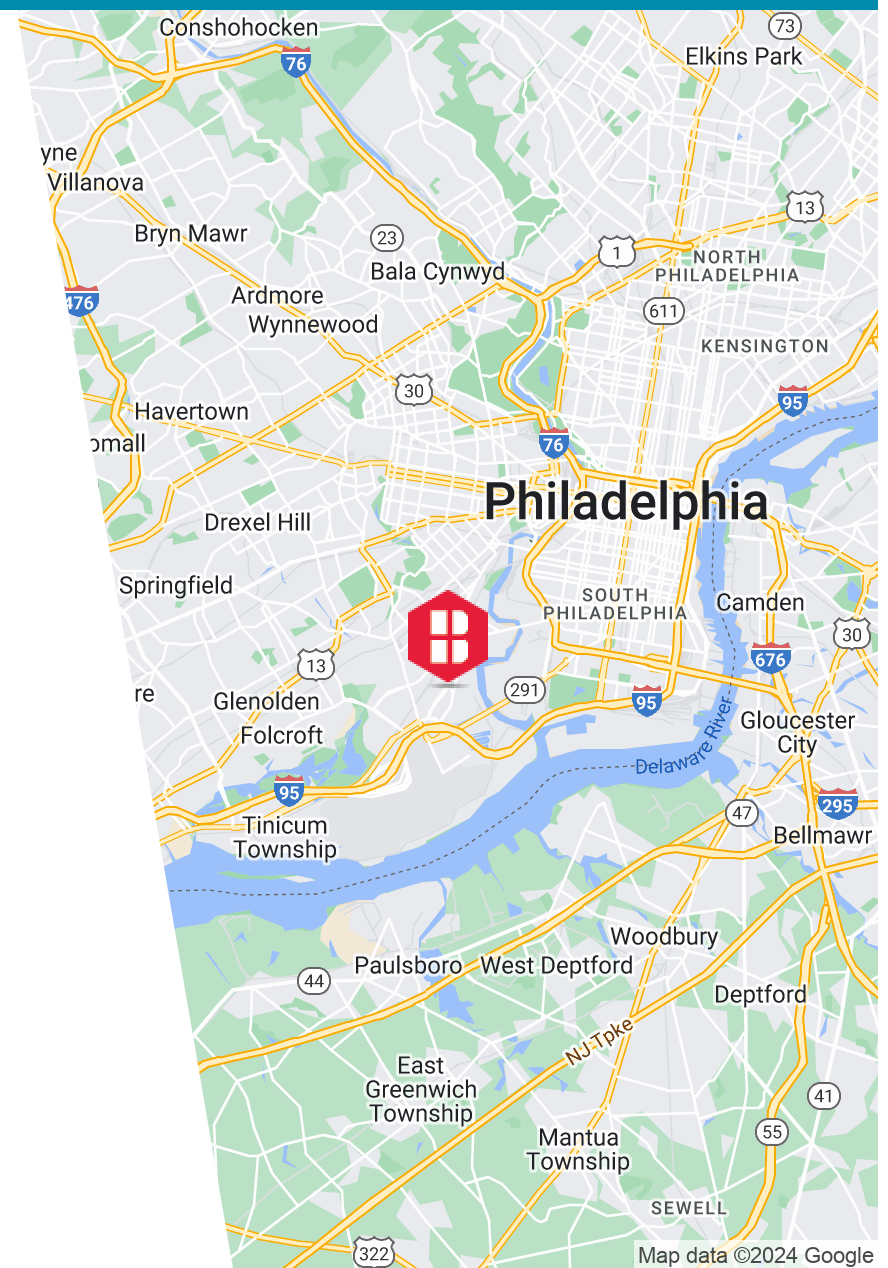 Conshohocken
73
Elkins Park
76
yne
Villanova
13
Bryn Mawr
23
1
NORTH
PHILADELPHIA
Bala Cynwyd
476
Ardmore
611
Wynnewood
KENSINGTON
30
95
Havertown
omall
76
Philadelphia
Drexel Hill
Springfield
SOUTH
PHILADELPHIA
Camden
30
B
13
676
re
291
95
Glenolden
Folcroft
Gloucester
City
Delaware River
95
295
47
Tinicum
Township
Bellmawr
Woodbury
Paulsboro
West Deptford
44
Deptford
NJ Tpke
East
Greenwich
Township
41
55
Mantua
Township
SEWELL
322
Map data ©2024 Google